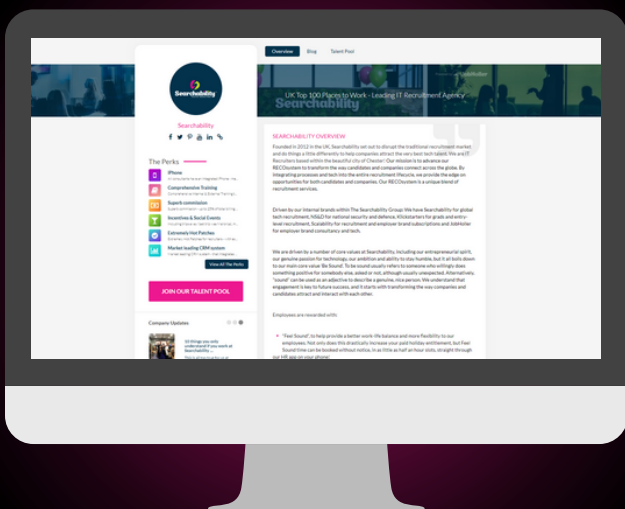 Overview Blog Talent Pool
Searchability
UK Top 100 Places to Work - Leading IT Recruitment Agency
Searchability
Searchability
The Perks
iPhone
Comprehensive Training
Superb commission
Incentives & Social Events
Extremely Hot Patches
Market leading CRM system
View All The Perks
JOIN OUR TALENT POOL
Company Updates
15 things you only
understand if you work at
Searchability ...
SEARCHABILITY OVERVIEW
Founded in 2012 in the UK, Searchability set out to disrupt the traditional recruitment market
and do things a little differently to help companies attract the very best tech talent. We are IT
Recruiters based within the beautiful city of Chester! Our mission is to advance our
RECOsystem to transform the way candidates and companies connect across the globe. By
integrating processes and tech into the entire recruitment lifecycle, we provide the edge on
opportunities for both candidates and companies. Our RECOsystem is a unique blend of
recruitment services.
Driven by our internal brands within The Searchability Group: We have Searchability for global
tech recruitment, NS&D for national security and defence, Kickstarters for grads and entry-
level recruitment, Scalability for recruitment and employer brand subscriptions and JobHoller
for employer brand consultancy and tech.
We are driven by a number of core values at Searchability, including our entrepreneurial spirit,
our genuine passion for technology, our ambition and ability to stay humble, but it all boils down
to our main core value 'Be Sound'. To be sound usually refers to someone who willingly does
something positive for somebody else, asked or not, although usually unexpected. Alternatively,
"sound" can be used as an adjective to describe a genuine, nice person. We understand that
engagement is key to future success, and it starts with transforming the way companies and
candidates attract and interact with each other.
Employees are rewarded with:
"Feel Sound", to help provide a better work-life balance and more flexibility to our
employees. Not only does this drastically increase your paid holiday entitlement, but Feel
Sound time can be booked without notice, in as little as half an hour slots, straight through
our HR app on your phone!